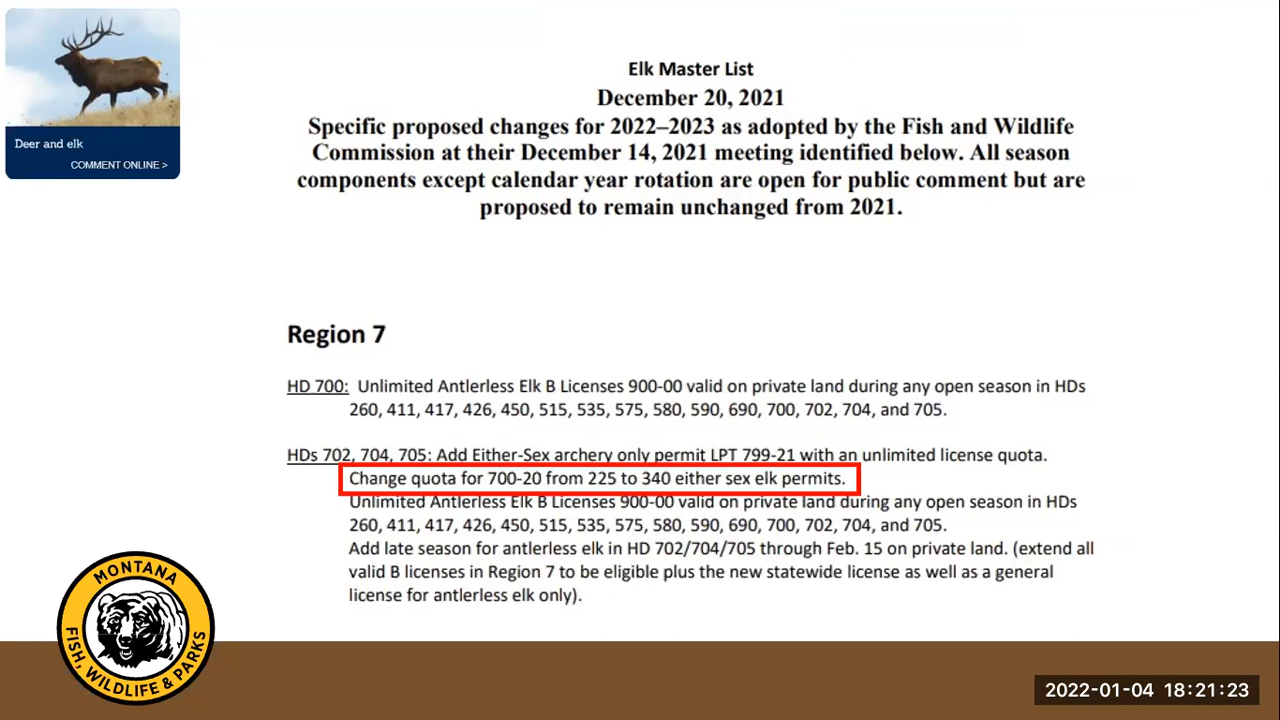 Deer and elk
COMMENT ONLINE >
Elk Master List
December 20, 2021
Specific proposed changes for 2022–2023 as adopted by the Fish and Wildlife
Commission at their December 14, 2021 meeting identified below. All season
components except calendar year rotation are open for public comment but are
proposed to remain unchanged from 2021.
Region 7
HD 700: Unlimited Antlerless Elk B Licenses 900-00 valid on private land during any open season in HDs
260, 411, 417, 426, 450, 515, 535, 575, 580, 590, 690, 700, 702, 704, and 705.
HDs 702, 704, 705: Add Either-Sex archery only permit LPT 799-21 with an unlimited license quota.
Change quota for 700-20 from 225 to 340 either sex elk permits.
Unlimited Antlerless Elk B Licenses 900-00 valid on private land during any open season in HDs
260, 411, 417, 426, 450, 515, 535, 575, 580, 590, 690, 700, 702, 704, and 705.
Add late season for antlerless elk in HD 702/704/705 through Feb. 15 on private land. (extend all
valid B licenses in Region 7 to be eligible plus the new statewide license as well as a general
license for antlerless elk only).
MONTANA
FISH, WILDLIFE & PARKS
2022-01-04 18:21:23